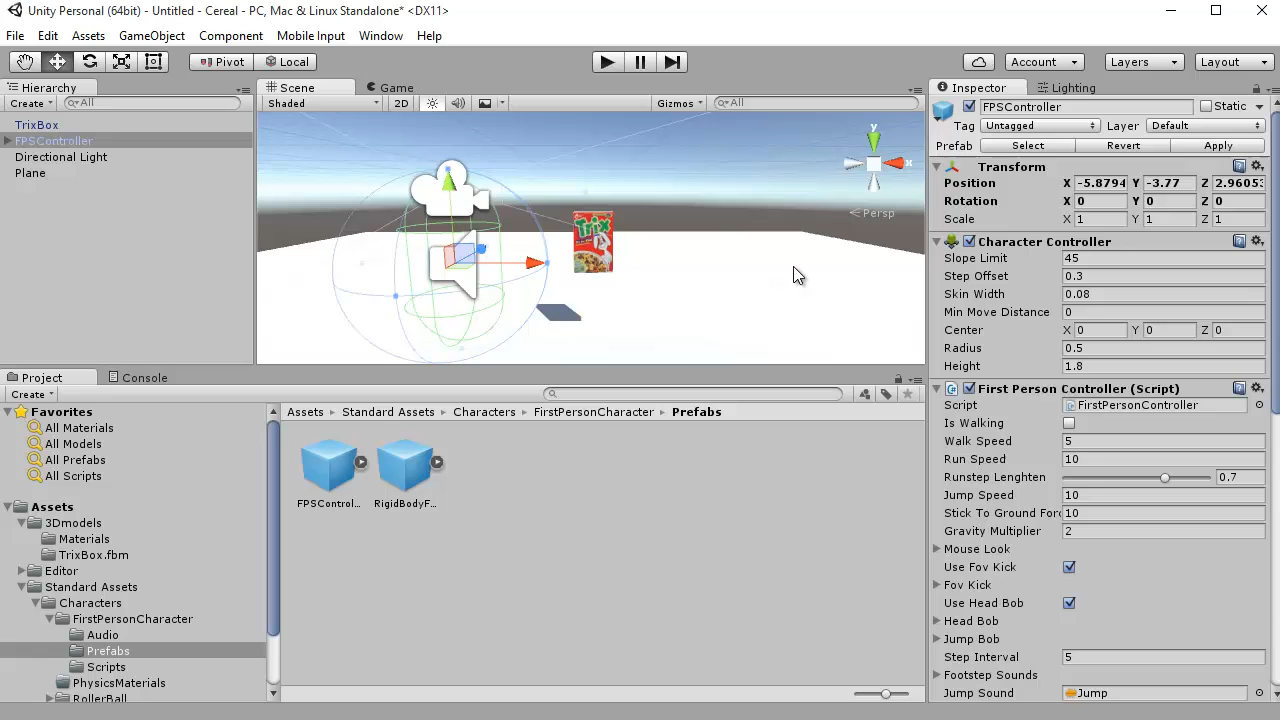 Unity Personal (64bit) - Untitled - Cereal - PC, Mac & Linux Standalone* <DX11>
File Edit Assets GameObject Component Mobile Input Window Help
Pivot Local Account Layers Layout
Hierarchy
Create All
TrixBox
FPSController
Directional Light
Plane
Scene Game
Shaded 2D Gizmos All
y
x
Persp
Trix
Inspector Lighting
FPSController Static
Tag Untagged Layer Default
Prefab Select Revert Apply
Transform
Position X -5.8794 Y -3.77 Z 2.96053
Rotation X 0 Y 0 Z 0
Scale X 1 Y 1 Z 1
Character Controller
Slope Limit 45
Step Offset 0.3
Skin Width 0.08
Min Move Distance 0
Center X 0 Y 0 Z 0
Radius 0.5
Height 1.8
First Person Controller (Script)
Script FirstPersonController
Is Walking
Walk Speed 5
Run Speed 10
Runstep Lenghten 0.7
Jump Speed 10
Stick To Ground Forc 10
Gravity Multiplier 2
Mouse Look
Use Fov Kick
Fov Kick
Use Head Bob
Head Bob
Jump Bob
Step Interval 5
Footstep Sounds
Jump Sound Jump
Project Console
Create
Favorites
All Materials
All Models
All Prefabs
All Scripts
Assets
3Dmodels
Materials
TrixBox.fbm
Editor
Standard Assets
Characters
FirstPersonCharacter
Audio
Prefabs
Scripts
PhysicsMaterials
RollerBall
Assets Standard Assets Characters FirstPersonCharacter Prefabs
FPSControl... RigidBodyF...